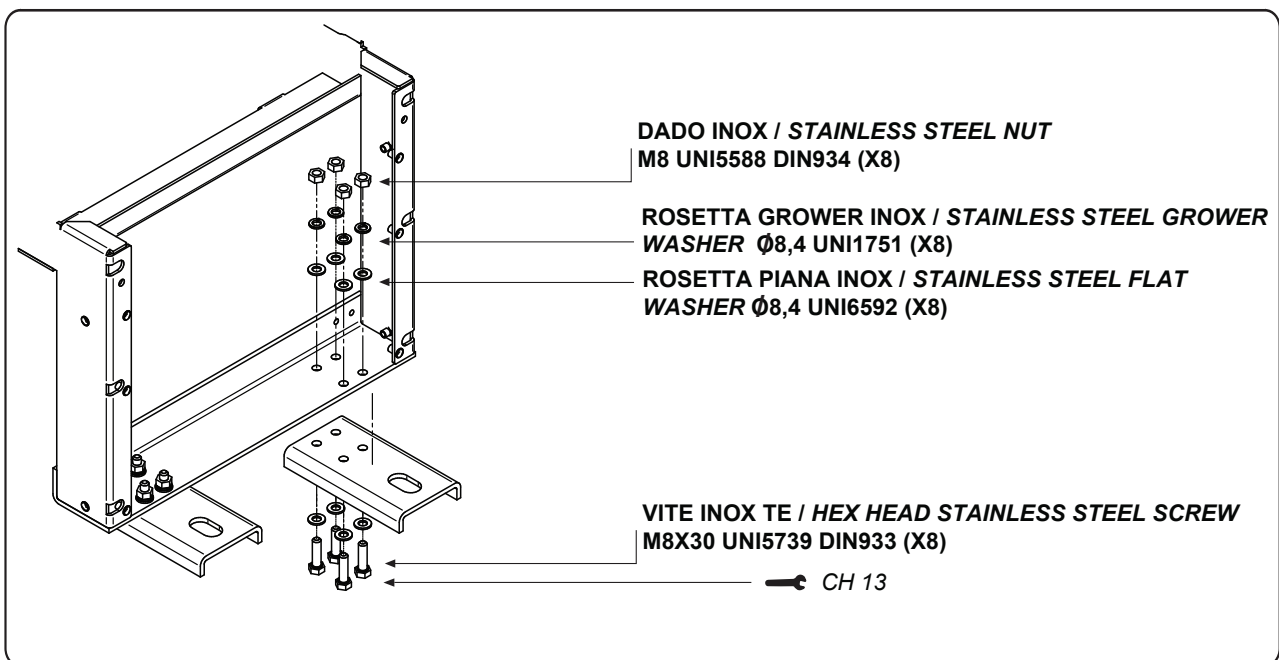 DADO INOX / STAINLESS STEEL NUT
M8 UNI5588 DIN934 (X8)
ROSETTA GROWER INOX / STAINLESS STEEL GROWER
WASHER Φ8,4 UNI1751 (X8)
ROSETTA PIANA INOX / STAINLESS STEEL FLAT
WASHER Φ8,4 UNI6592 (X8)
VITE INOX TE / HEX HEAD STAINLESS STEEL SCREW
M8X30 UNI5739 DIN933 (X8)
CH 13